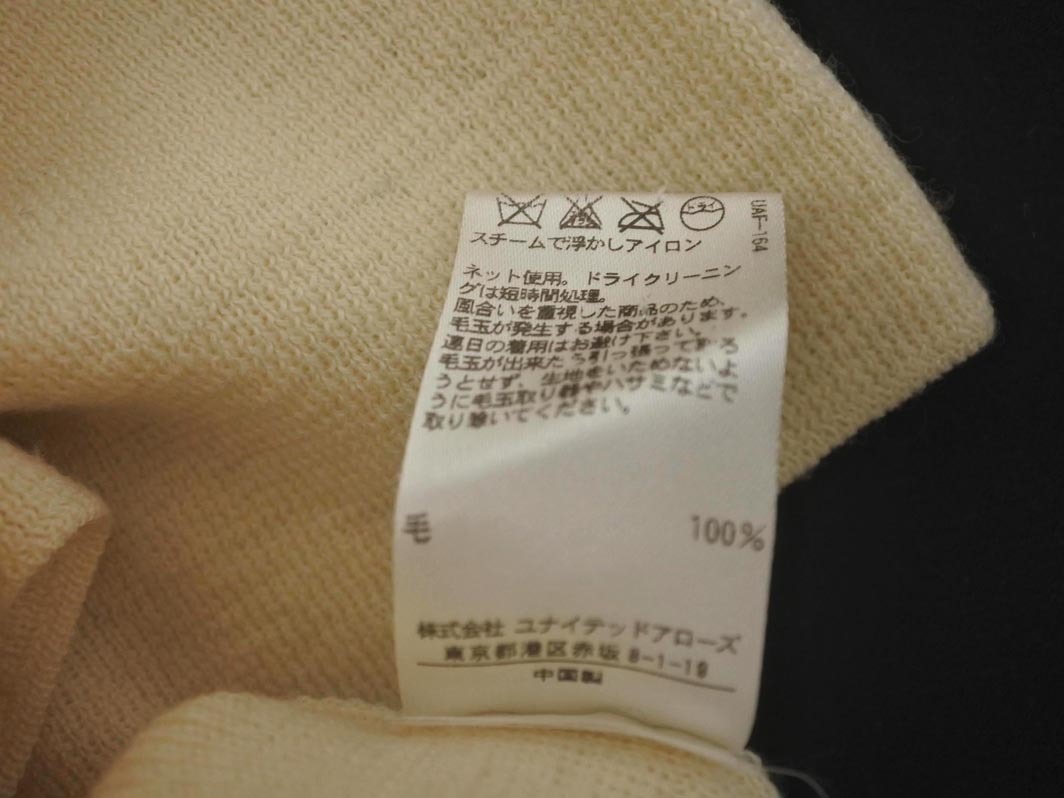 ドライ
UAF-164
スチームで浮かしアイロン
ネット使用。ドライクリーニン
グは短時間処理。
風合いを重視した商品のため、
毛玉が発生する場合があります。
連日の着用はお避け下さい。
毛玉が出来たら引っ張って取ろ
うとせず、生地をいためないよ
うに毛玉取り器やハサミなどで
取り除いてください。
毛 100%
株式会社 ユナイテッドアローズ
東京都港区赤坂 8-1-19
中国製